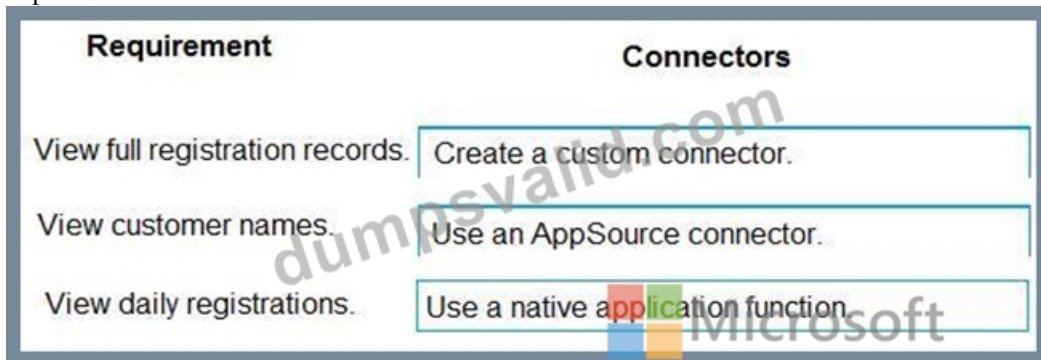 Requirement Connectors
View full registration records. Create a custom connector.
View customer names. Use an AppSource connector.
View daily registrations. Use a native application function.
dumpsvalid.com
Microsoft